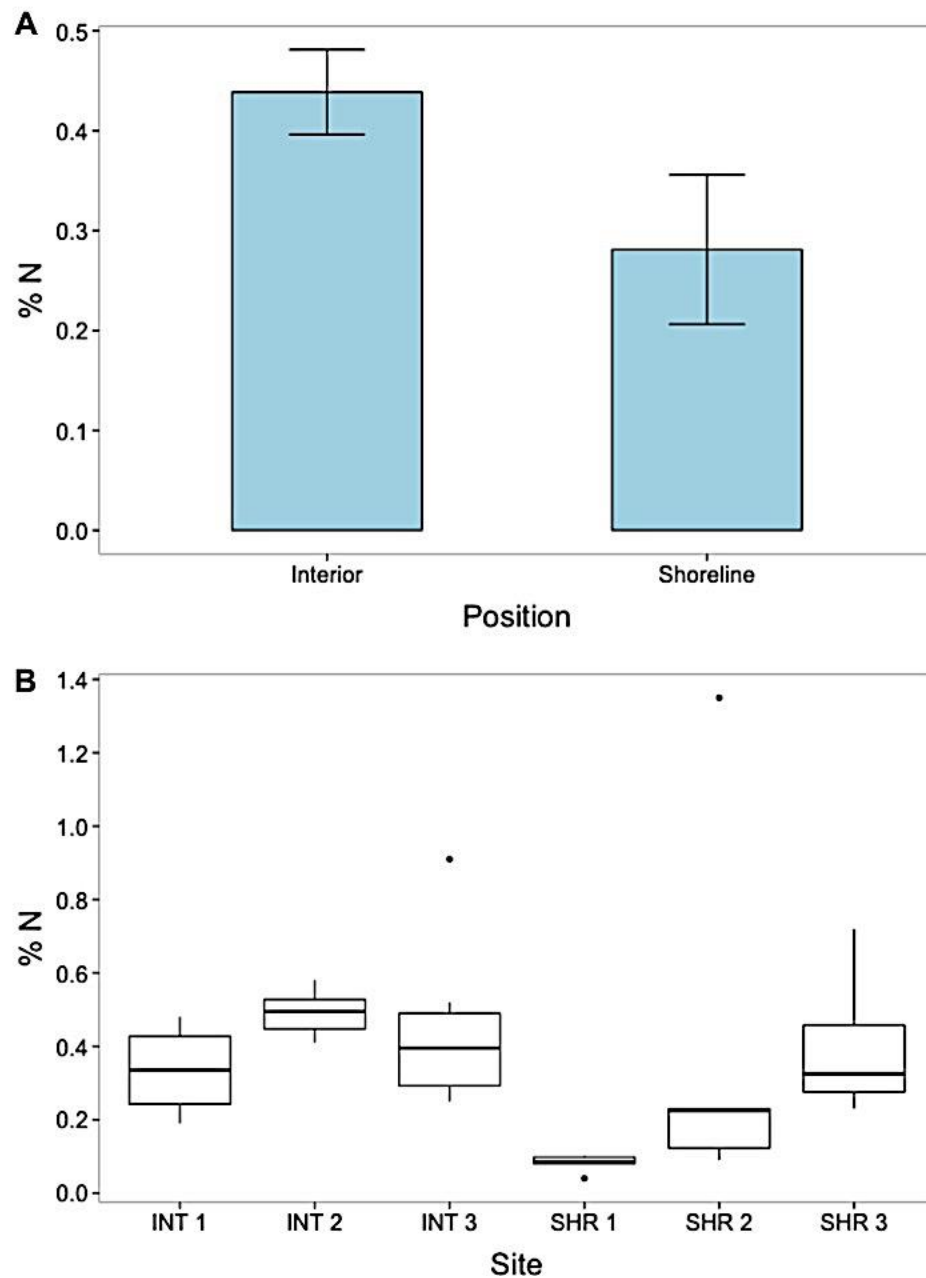 A
0.5
0.4
0.3
0.2
0.1
0.0
% N
Interior Shoreline
Position
B
1.4
1.2
1.0
0.8
0.6
0.4
0.2
0.0
% N
INT 1 INT 2 INT 3 SHR 1 SHR 2 SHR 3
Site